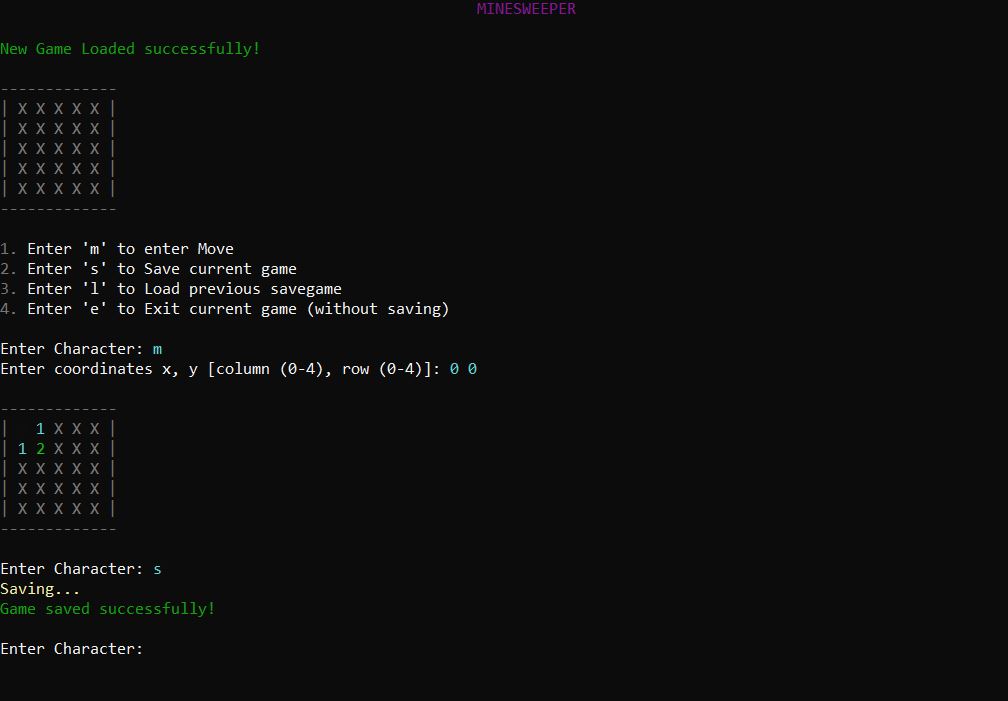 MINESWEEPER
New Game Loaded successfully!
-------------
| X X X X X |
| X X X X X |
| X X X X X |
| X X X X X |
| X X X X X |
-------------
1. Enter 'm' to enter Move
2. Enter 's' to Save current game
3. Enter 'l' to Load previous savegame
4. Enter 'e' to Exit current game (without saving)
Enter Character: m
Enter coordinates x, y [column (0-4), row (0-4)]: 0 0
-------------
|   1 X X X |
| 1 2 X X X |
| X X X X X |
| X X X X X |
| X X X X X |
-------------
Enter Character: s
Saving...
Game saved successfully!
Enter Character: